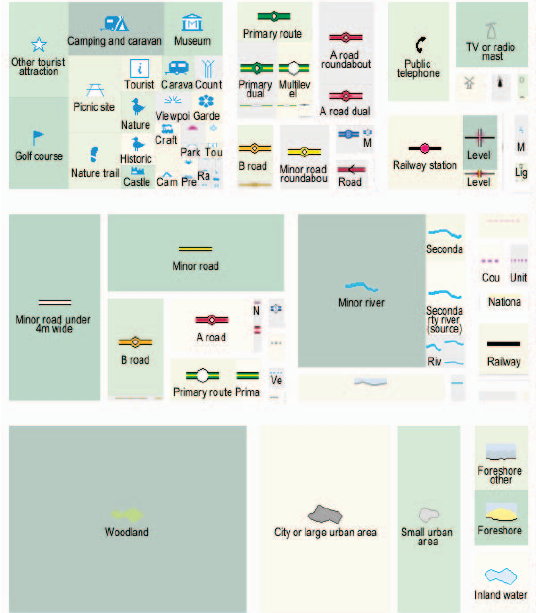 Camping and caravan
Museum
Other tourist
attraction
Tourist
Carava
Count
Picnic site
Nature
Viewpoi
Garde
Craft
Golf course
Historic
Park
Tou
Nature trail
Castle
Cam
Pre
Ra
Primary route
A road
roundabout
Primary
dual
Multilev
el
A road dual
B road
Minor road
roundabou
M
Road
Public
telephone
TV or radio
mast
Railway station
Level
Level
M
Lig
Minor road under
4m wide
Minor road
B road
A road
N
Primary route
Prima
Ve
Minor river
Seconda
Seconda
rty river
(source)
Riv
Cou
Unit
Nationa
Railway
Woodland
City or large urban area
Small urban
area
Foreshore
other
Foreshore
Inland water